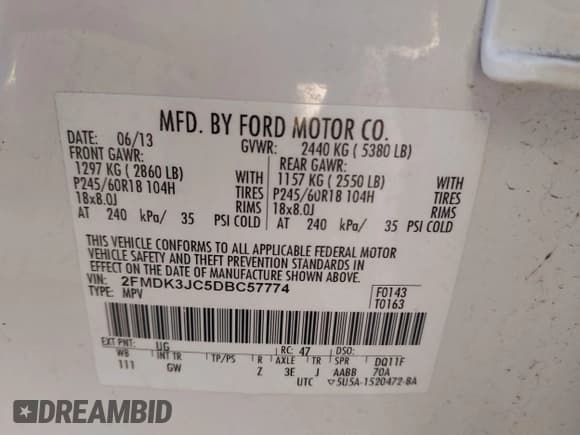 MFD. BY FORD MOTOR CO.
DATE: 06/13 GVWR: 2440 KG ( 5380 LB)
FRONT GAWR: REAR GAWR:
1297 KG ( 2860 LB) WITH 1157 KG ( 2550 LB) WITH
P245/60R18 104H TIRES P245/60R18 104H TIRES
18x8.0J RIMS 18x8.0J RIMS
AT 240 kPa/ 35 PSI COLD AT 240 kPa/ 35 PSI COLD
THIS VEHICLE CONFORMS TO ALL APPLICABLE FEDERAL MOTOR
VEHICLE SAFETY AND THEFT PREVENTION STANDARDS IN
EFFECT ON THE DATE OF MANUFACTURE SHOWN ABOVE.
VIN: 2FMDK3JC5DBC57774 F0143
TYPE: MPV T0163
EXT PNT: UG RC: 47 DSO:
WB INT TR TP/PS R AXLE TR SPR DQ11F
111 GW Z 3E J AABB 70A
UTC ▽5U5A-1520472-BA
DREAMBID